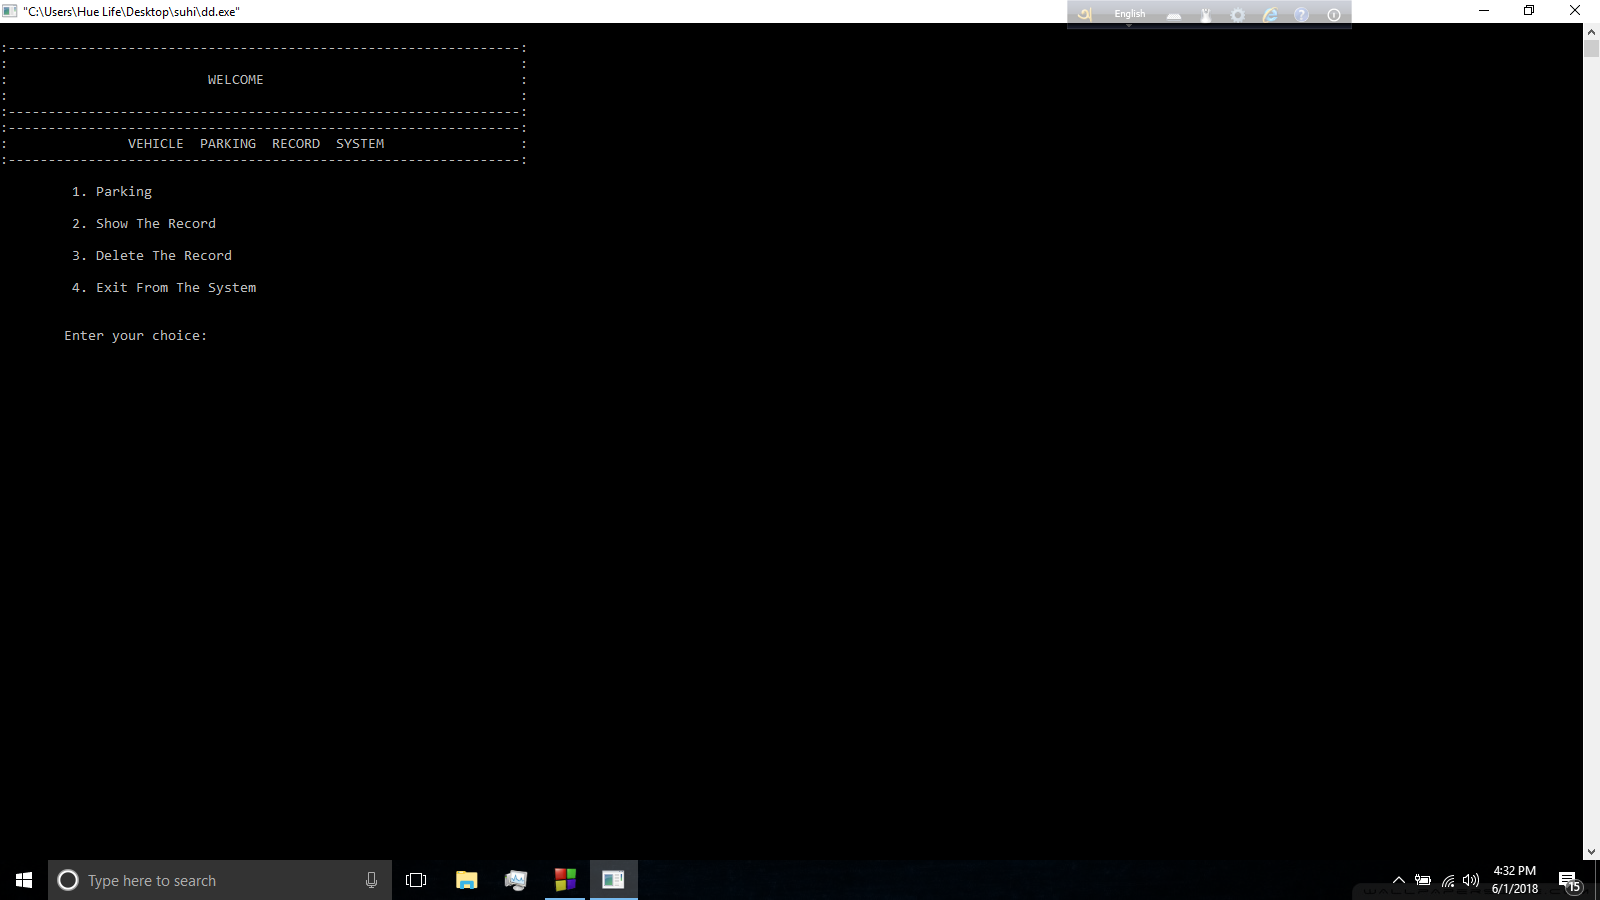 "C:\Users\Hue Life\Desktop\suhi\dd.exe"
English
:----------------------------------------------------------------:
: :
: WELCOME :
: :
:----------------------------------------------------------------:
:----------------------------------------------------------------:
: VEHICLE PARKING RECORD SYSTEM :
:----------------------------------------------------------------:
1. Parking
2. Show The Record
3. Delete The Record
4. Exit From The System
Enter your choice:
Type here to search
4:32 PM
6/1/2018
15